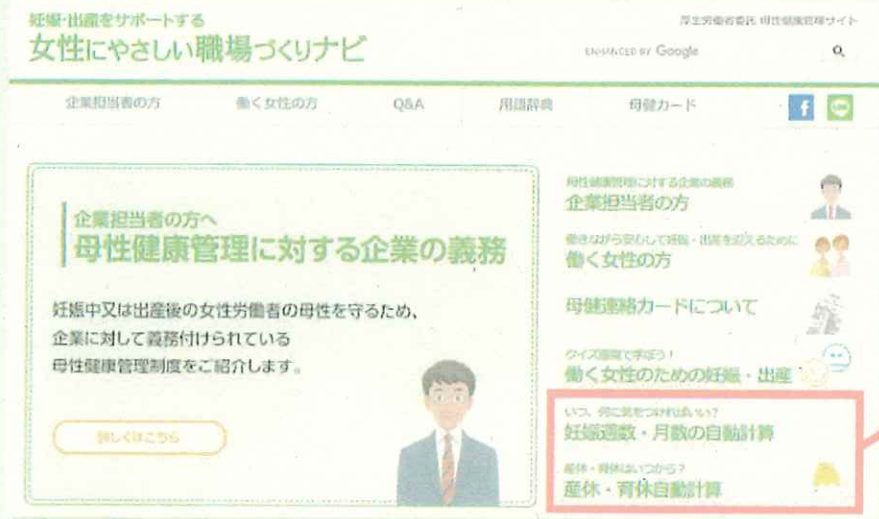 妊娠・出産をサポートする
女性にやさしい職場づくりナビ
厚生労働省委託 母性健康管理サイト
ENHANCED BY Google
企業担当者の方
働く女性の方
Q&A
用語辞典
母健カード
f
LINE
企業担当者の方へ
母性健康管理に対する企業の義務
妊娠中又は出産後の女性労働者の母性を守るため、
企業に対して義務付けられている
母性健康管理制度をご紹介します。
詳しくはこちら
母性健康管理に対する企業の義務
企業担当者の方
働きながら安心して妊娠・出産を迎えるために
働く女性の方
母健連絡カードについて
クイズ形式で学ぼう！
働く女性のための妊娠・出産
いつ、何に気をつければいい？
妊娠週数・月数の自動計算
産休・育休はいつから？
産休・育休自動計算